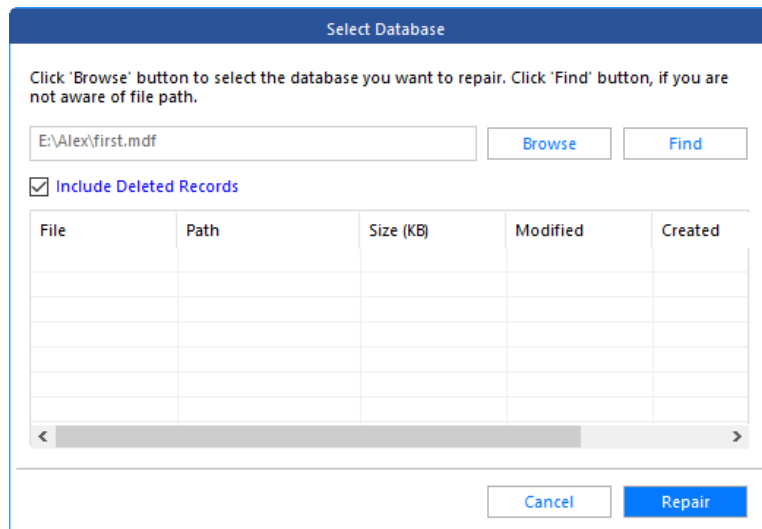 Select Database
Click 'Browse' button to select the database you want to repair. Click 'Find' button, if you are
not aware of file path.
E:\Alex\first.mdf
Browse
Find
Include Deleted Records
File Path Size (KB) Modified Created
Cancel
Repair